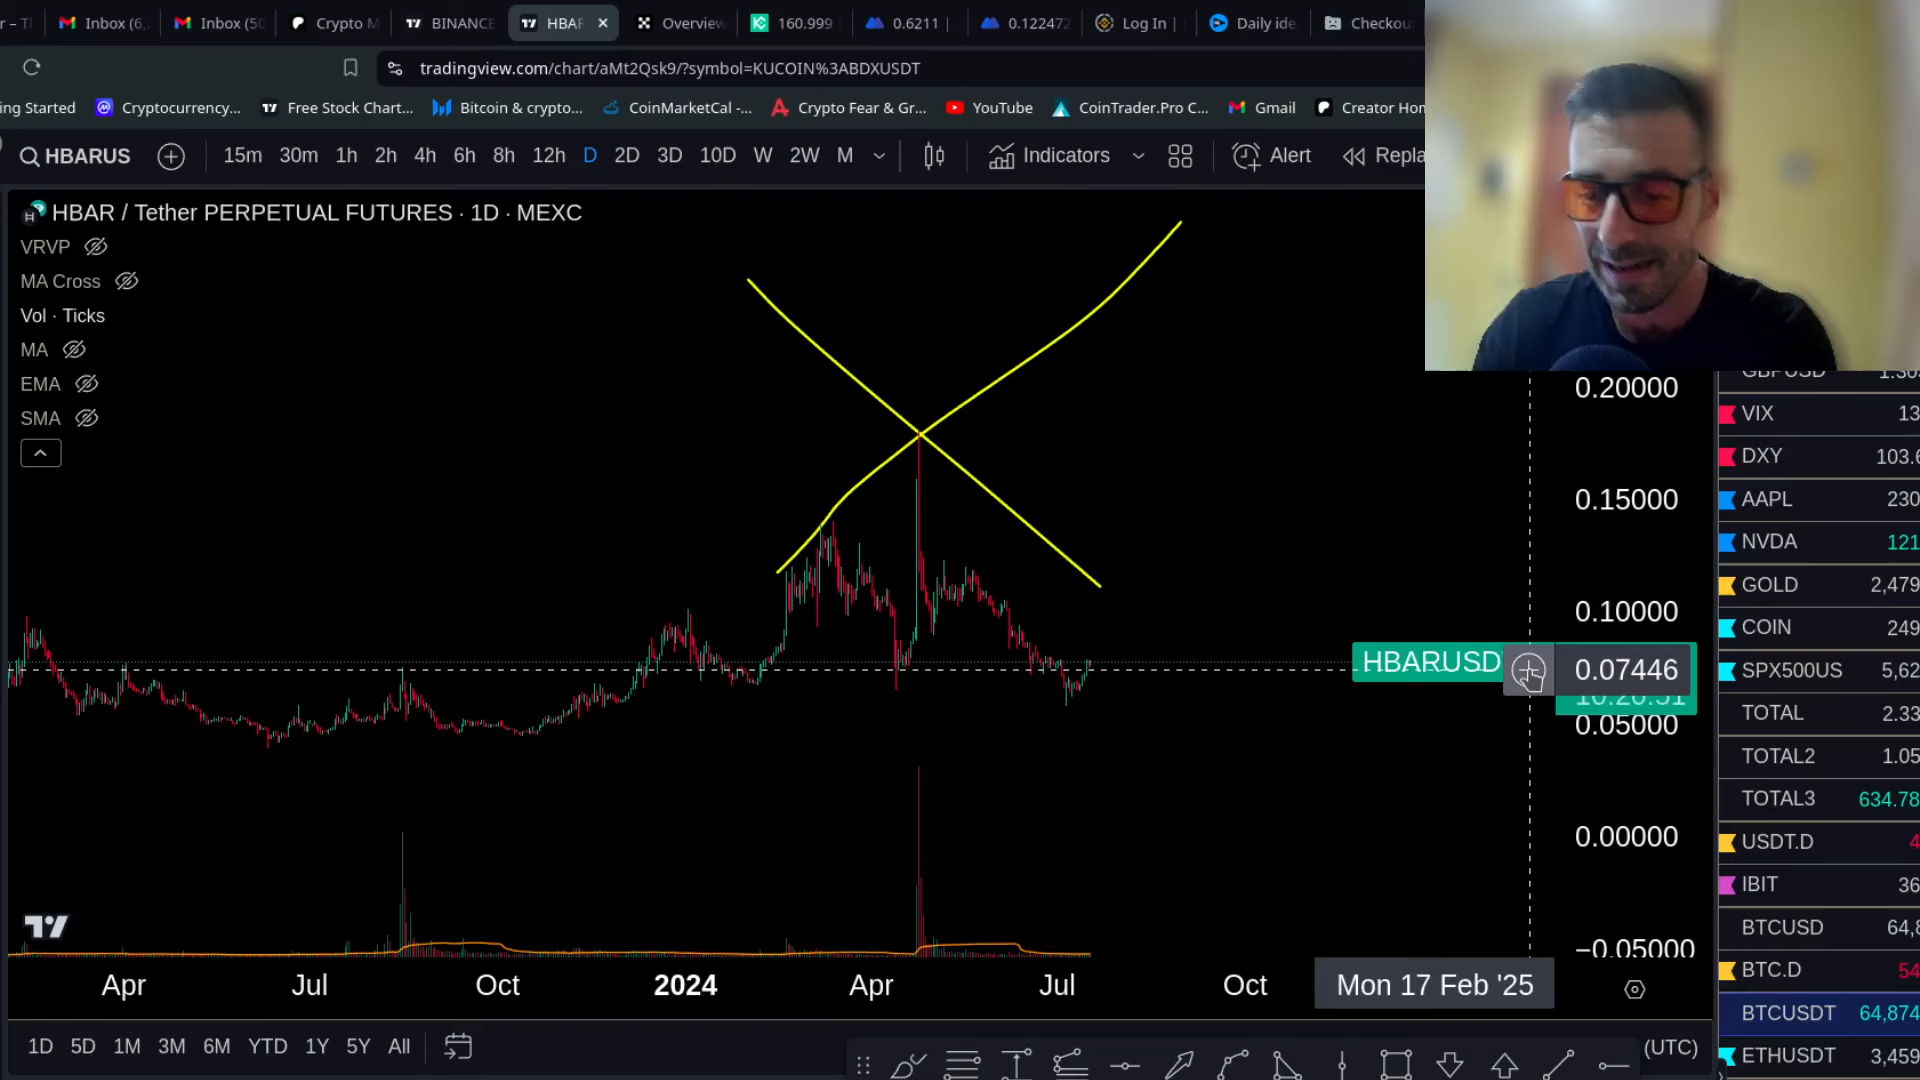 Inbox (6,
Inbox (50
Crypto M
BINANCE
HBAR
Overview
160.999
0.6211 |
0.122472
Log In |
Daily ide
Checkou
tradingview.com/chart/aMt2Qsk9/?symbol=KUCOIN%3ABDXUSDT
ing Started
Cryptocurrency...
Free Stock Chart...
Bitcoin & crypto...
CoinMarketCal -...
Crypto Fear & Gr...
YouTube
CoinTrader.Pro C...
Gmail
Creator Hom
HBARUS
15m 30m 1h 2h 4h 6h 8h 12h D 2D 3D 10D W 2W M
Indicators
Alert
Repla
HBAR / Tether PERPETUAL FUTURES · 1D · MEXC
VRVP
MA Cross
Vol · Ticks
MA
EMA
SMA
0.20000
0.15000
0.10000
HBARUSD
0.07446
0.05000
0.00000
−0.05000
Apr Jul Oct 2024 Apr Jul Oct
Mon 17 Feb '25
1D 5D 1M 3M 6M YTD 1Y 5Y All
(UTC)
VIX 13
DXY 103.6
AAPL 230
NVDA 121
GOLD 2,479
COIN 249
SPX500US 5,62
TOTAL 2.33
TOTAL2 1.05
TOTAL3 634.78
USDT.D 4
IBIT 36
BTCUSD 64,8
BTC.D 54
BTCUSDT 64,874
ETHUSDT 3,459